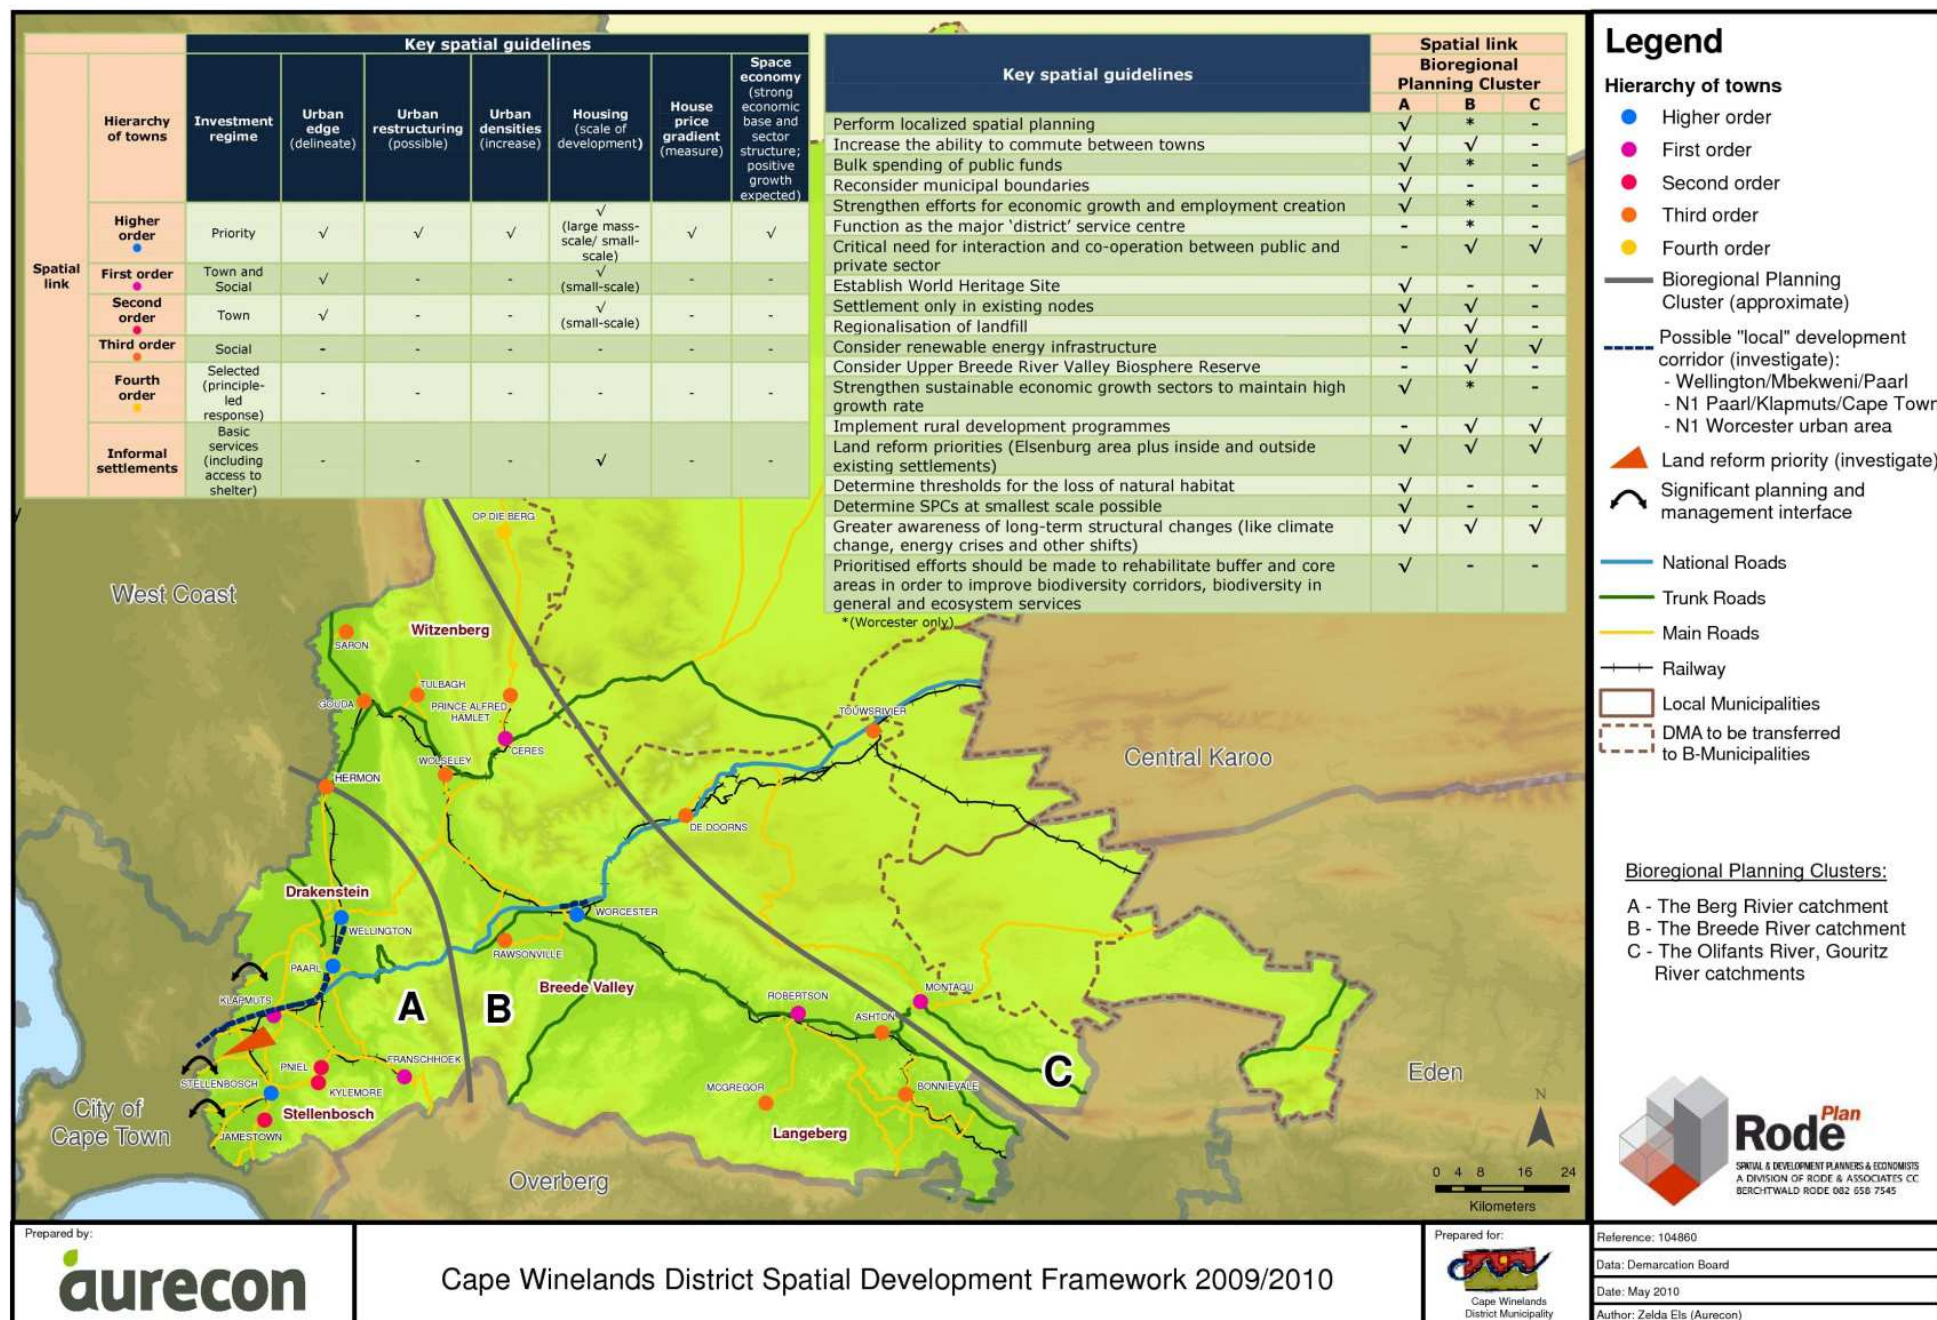 Key spatial guidelines
Spatial link
Hierarchy of towns
Investment regime
Urban edge (delineate)
Urban restructuring (possible)
Urban densities (increase)
Housing (scale of development)
House price gradient (measure)
Space economy (strong economic base and sector structure; positive growth expected)
Higher order
Priority
√
√
√
√ (large mass-scale/ small-scale)
√
√
First order
Town and Social
√
-
-
√ (small-scale)
-
-
Second order
Town
√
-
-
√ (small-scale)
-
-
Third order
Social
-
-
-
-
-
-
Fourth order
Selected (principle-led response)
-
-
-
-
-
-
Informal settlements
Basic services (including access to shelter)
-
-
-
√
-
-
Key spatial guidelines
Spatial link
Bioregional Planning Cluster
A B C
Perform localized spatial planning √ * -
Increase the ability to commute between towns √ √ -
Bulk spending of public funds √ * -
Reconsider municipal boundaries √ - -
Strengthen efforts for economic growth and employment creation √ * -
Function as the major ‘district’ service centre - * -
Critical need for interaction and co-operation between public and
private sector - √ √
Establish World Heritage Site √ - -
Settlement only in existing nodes √ √ -
Regionalisation of landfill √ √ -
Consider renewable energy infrastructure - √ √
Consider Upper Breede River Valley Biosphere Reserve - √ -
Strengthen sustainable economic growth sectors to maintain high
growth rate √ * -
Implement rural development programmes - √ √
Land reform priorities (Elsenburg area plus inside and outside
existing settlements) √ √ √
Determine thresholds for the loss of natural habitat √ - -
Determine SPCs at smallest scale possible √ - -
Greater awareness of long-term structural changes (like climate
change, energy crises and other shifts) √ √ √
Prioritised efforts should be made to rehabilitate buffer and core
areas in order to improve biodiversity corridors, biodiversity in
general and ecosystem services √ - -
*(Worcester only)
OP DIE BERG
West Coast
Witzenberg
SARON
TULBAGH
GOUDA
PRINCE ALFRED
HAMLET
TOUWSRIVIER
CERES
WOLSELEY
Central Karoo
HERMON
DE DOORNS
Drakenstein
WORCESTER
WELLINGTON
RAWSONVILLE
PAARL
Breede Valley
KLAPMUTS
A
B
ROBERTSON
MONTAGU
ASHTON
FRANSCHHOEK
PNIEL
C
Eden
STELLENBOSCH
KYLEMORE
MCGREGOR
BONNIEVALE
City of
Cape Town
Stellenbosch
JAMESTOWN
Langeberg
Overberg
N
0 4 8 16 24
Kilometers
Legend
Hierarchy of towns
Higher order
First order
Second order
Third order
Fourth order
Bioregional Planning
Cluster (approximate)
Possible "local" development
corridor (investigate):
- Wellington/Mbekweni/Paarl
- N1 Paarl/Klapmuts/Cape Town
- N1 Worcester urban area
Land reform priority (investigate)
Significant planning and
management interface
National Roads
Trunk Roads
Main Roads
Railway
Local Municipalities
DMA to be transferred
to B-Municipalities
Bioregional Planning Clusters:
A - The Berg Rivier catchment
B - The Breede River catchment
C - The Olifants River, Gouritz
River catchments
Rode Plan
SPATIAL & DEVELOPMENT PLANNERS & ECONOMISTS
A DIVISION OF RODE & ASSOCIATES CC
BERCHTWALD RODE 082 658 7545
Prepared by:
aurecon
Cape Winelands District Spatial Development Framework 2009/2010
Prepared for:
Cape Winelands
District Municipality
Reference: 104860
Data: Demarcation Board
Date: May 2010
Author: Zelda Els (Aurecon)